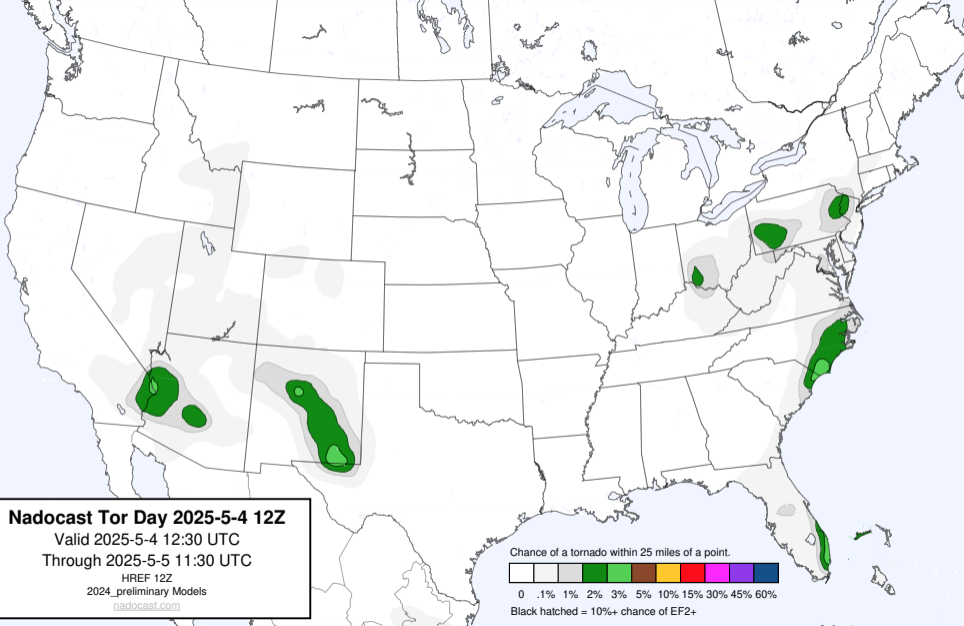 Nadocast Tor Day 2025-5-4 12Z
Valid 2025-5-4 12:30 UTC
Through 2025-5-5 11:30 UTC
HREF 12Z
2024_preliminary Models
nadocast.com
Chance of a tornado within 25 miles of a point.
0 .1% 1% 2% 3% 5% 10% 15% 30% 45% 60%
Black hatched = 10%+ chance of EF2+